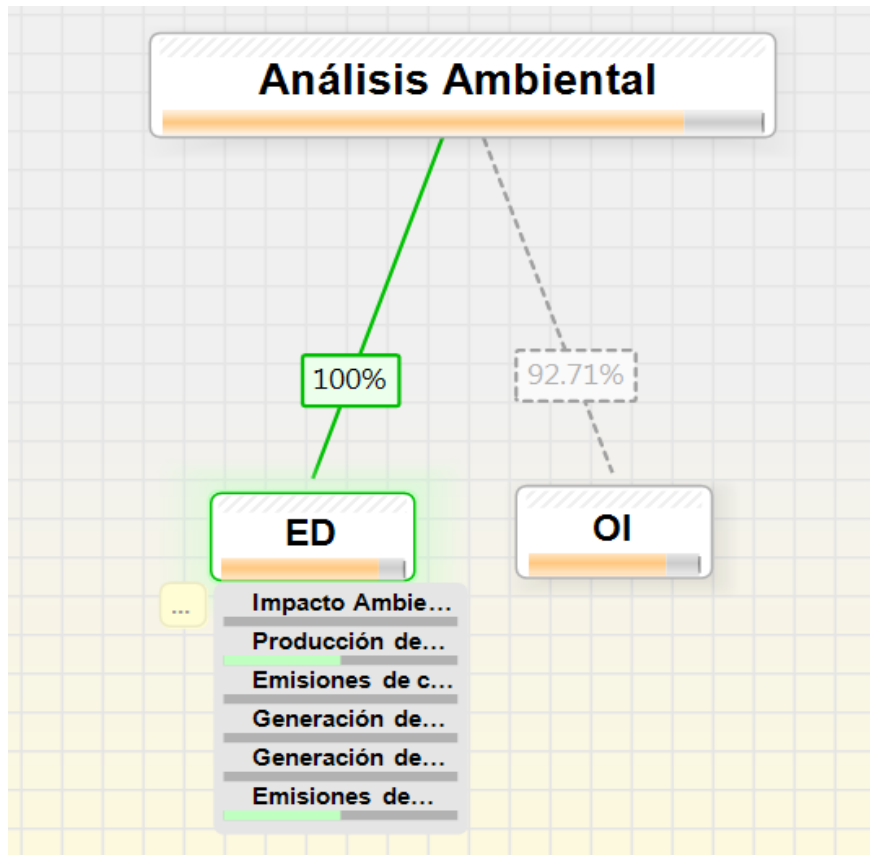 Análisis Ambiental
100%
92.71%
ED
OI
...
Impacto Ambie...
Producción de...
Emisiones de c...
Generación de...
Generación de...
Emisiones de...